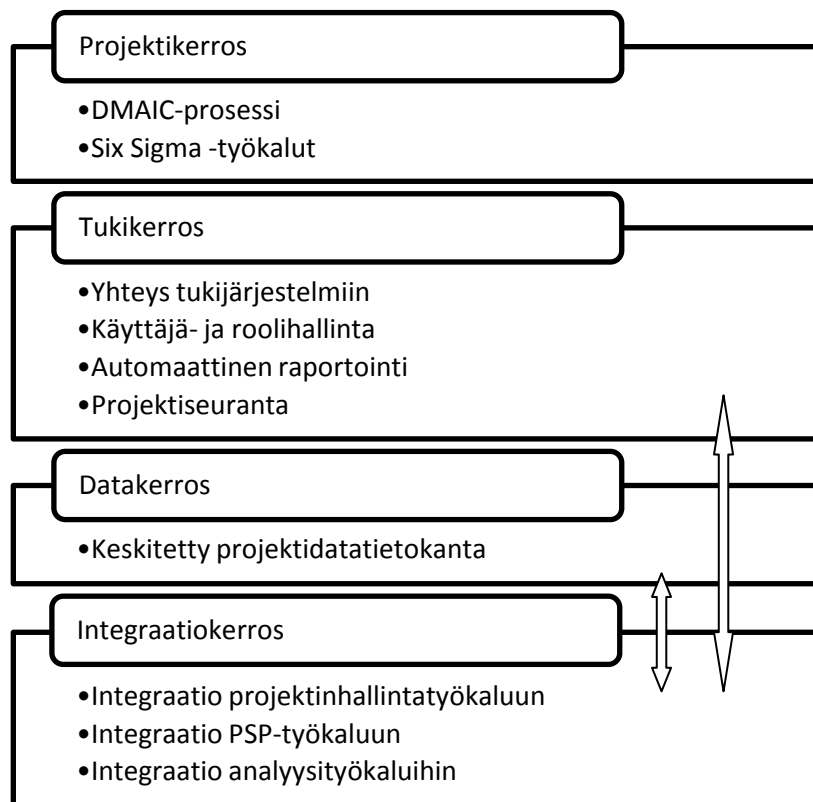 Projektikerros
•DMAIC-prosessi
•Six Sigma -työkalut
Tukikerros
•Yhteys tukijärjestelmiin
•Käyttäjä- ja roolihallinta
•Automaattinen raportointi
•Projektiseuranta
Datakerros
•Keskitetty projektidatatietokanta
Integraatiokerros
•Integraatio projektinhallintatyökaluun
•Integraatio PSP-työkaluun
•Integraatio analyysityökaluihin